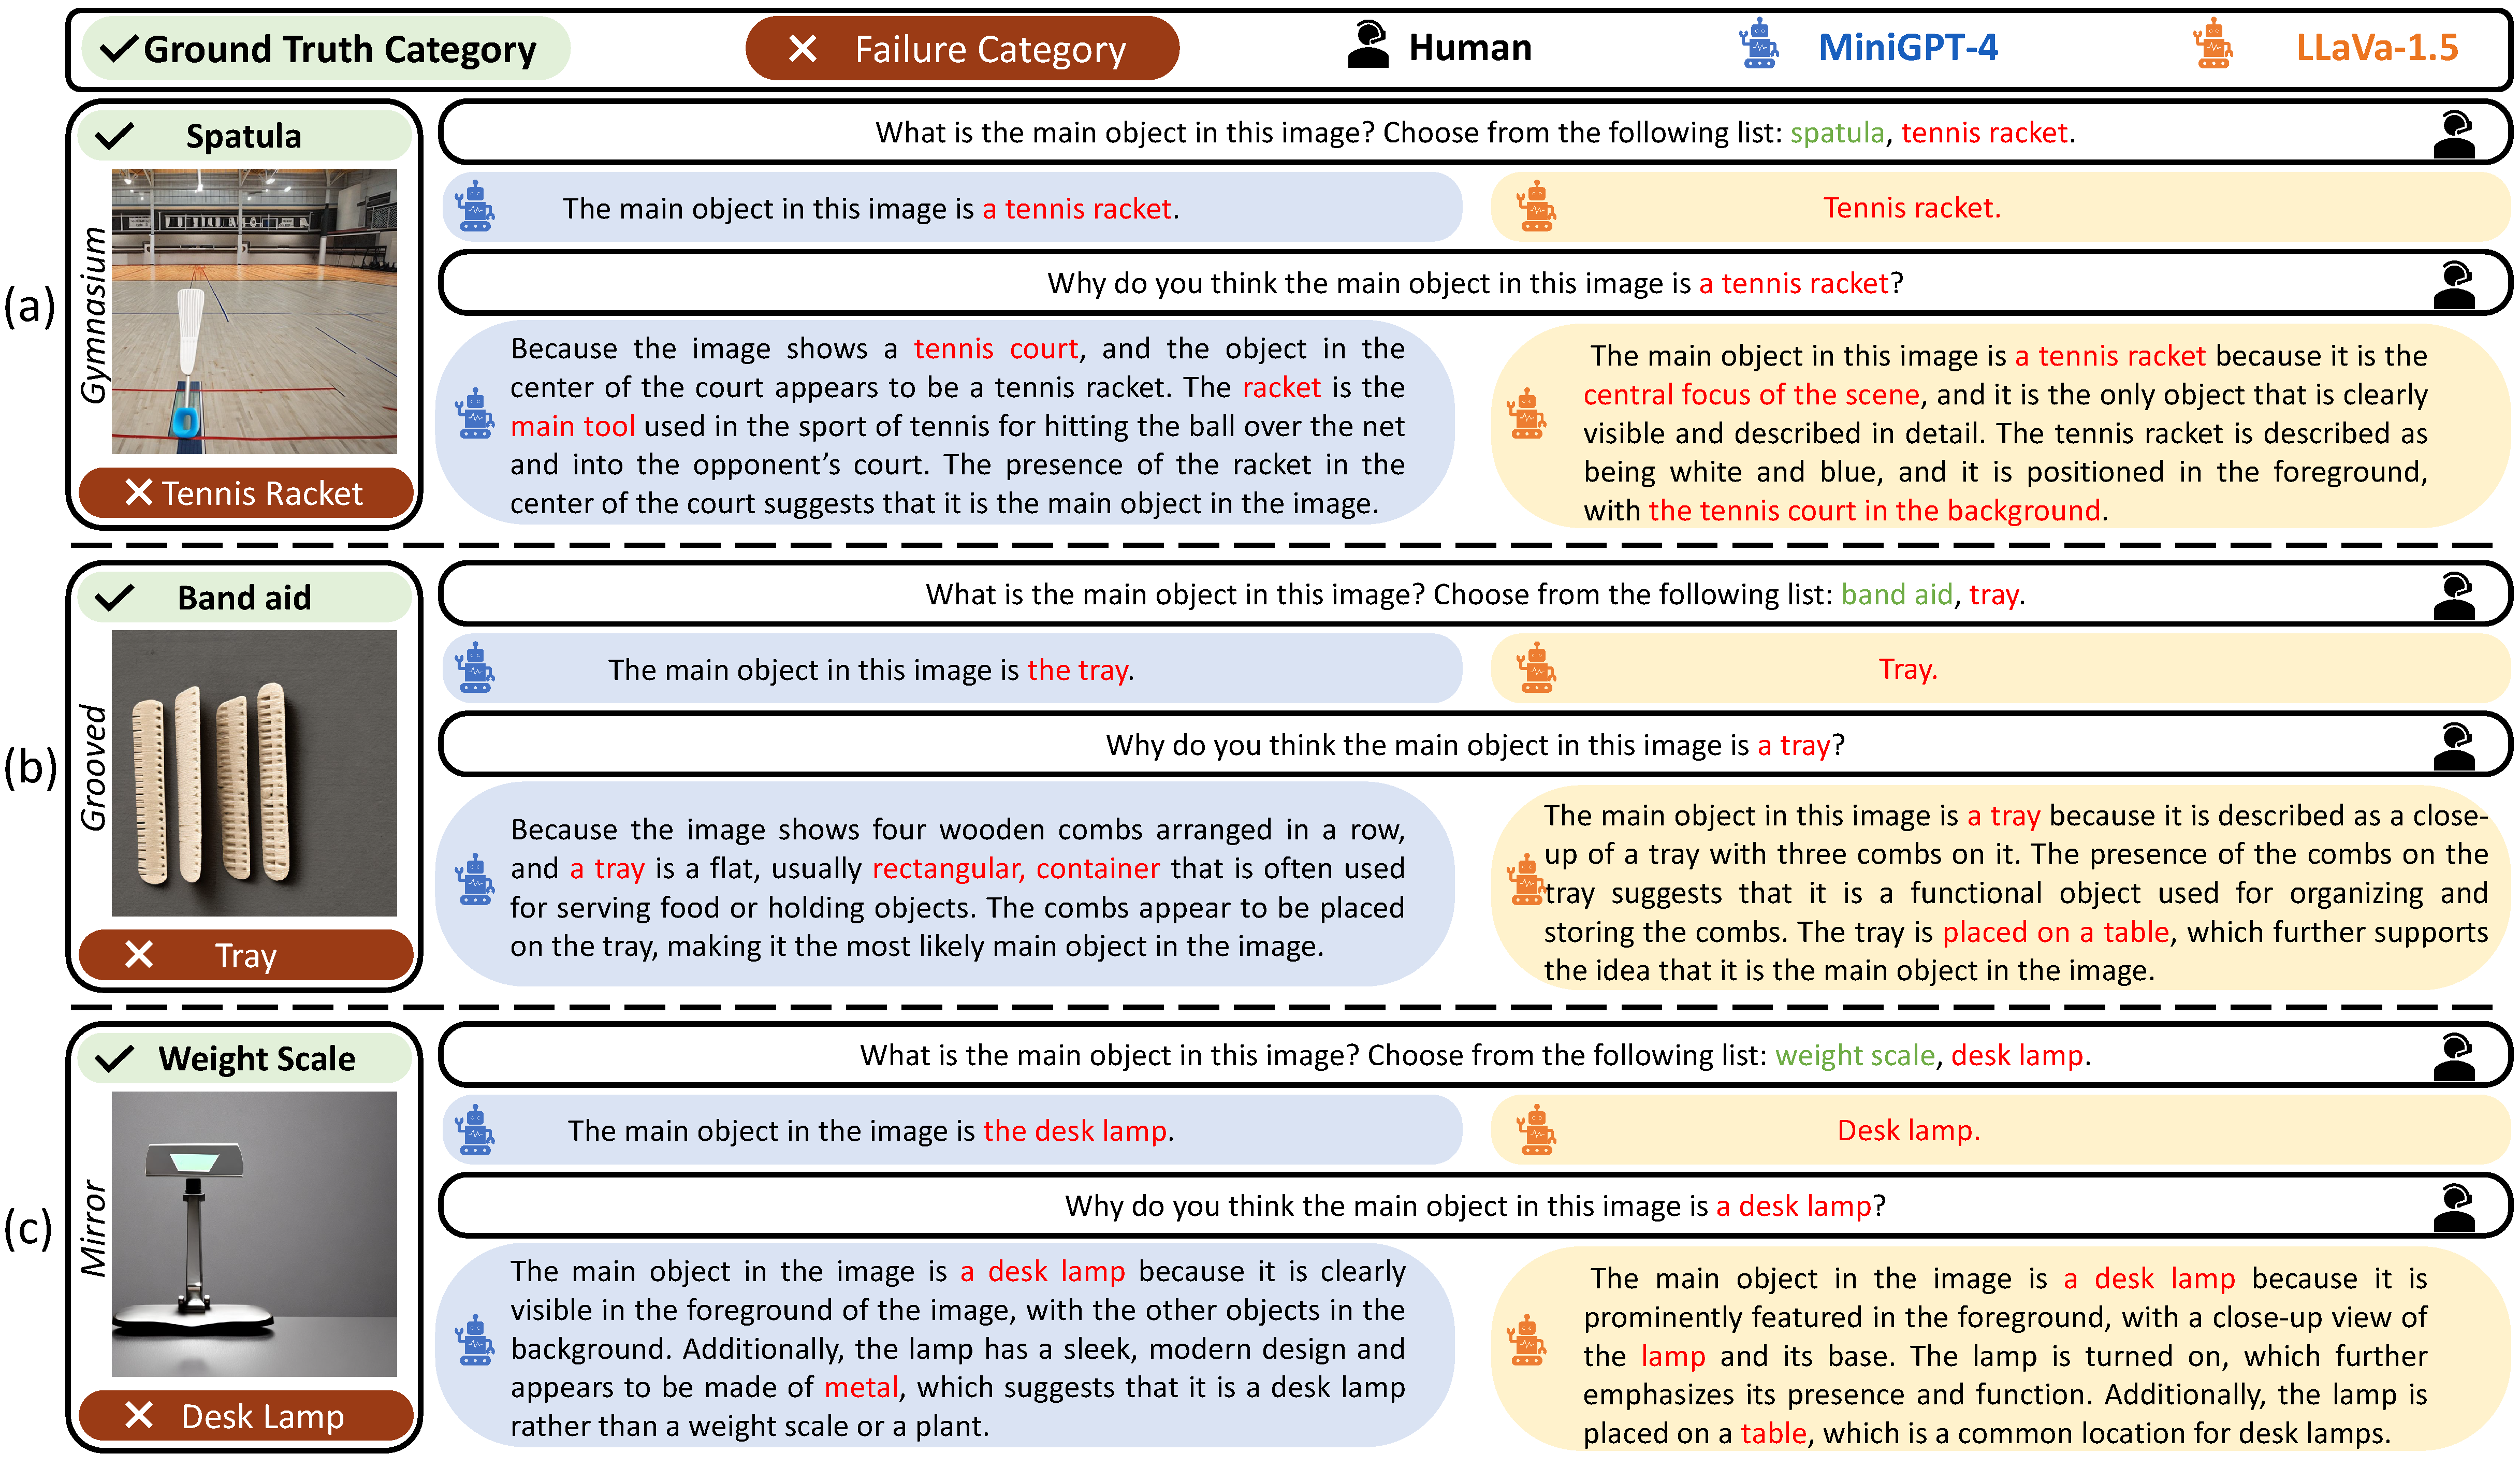 Ground Truth Category
Failure Category
Human
MiniGPT-4
LLaVa-1.5
(a)
Spatula
Gymnasium
Tennis Racket
What is the main object in this image? Choose from the following list: spatula, tennis racket.
The main object in this image is a tennis racket.
Tennis racket.
Why do you think the main object in this image is a tennis racket?
Because the image shows a tennis court, and the object in the
center of the court appears to be a tennis racket. The racket is the
main tool used in the sport of tennis for hitting the ball over the net
and into the opponent's court. The presence of the racket in the
center of the court suggests that it is the main object in the image.
The main object in this image is a tennis racket because it is the
central focus of the scene, and it is the only object that is clearly
visible and described in detail. The tennis racket is described as
being white and blue, and it is positioned in the foreground,
with the tennis court in the background.
(b)
Band aid
Grooved
Tray
What is the main object in this image? Choose from the following list: band aid, tray.
The main object in this image is the tray.
Tray.
Why do you think the main object in this image is a tray?
Because the image shows four wooden combs arranged in a row,
and a tray is a flat, usually rectangular, container that is often used
for serving food or holding objects. The combs appear to be placed
on the tray, making it the most likely main object in the image.
The main object in this image is a tray because it is described as a close-
up of a tray with three combs on it. The presence of the combs on the
tray suggests that it is a functional object used for organizing and
storing the combs. The tray is placed on a table, which further supports
the idea that it is the main object in the image.
(c)
Weight Scale
Mirror
Desk Lamp
What is the main object in this image? Choose from the following list: weight scale, desk lamp.
The main object in the image is the desk lamp.
Desk lamp.
Why do you think the main object in this image is a desk lamp?
The main object in the image is a desk lamp because it is clearly
visible in the foreground of the image, with the other objects in the
background. Additionally, the lamp has a sleek, modern design and
appears to be made of metal, which suggests that it is a desk lamp
rather than a weight scale or a plant.
The main object in the image is a desk lamp because it is
prominently featured in the foreground, with a close-up view of
the lamp and its base. The lamp is turned on, which further
emphasizes its presence and function. Additionally, the lamp is
placed on a table, which is a common location for desk lamps.